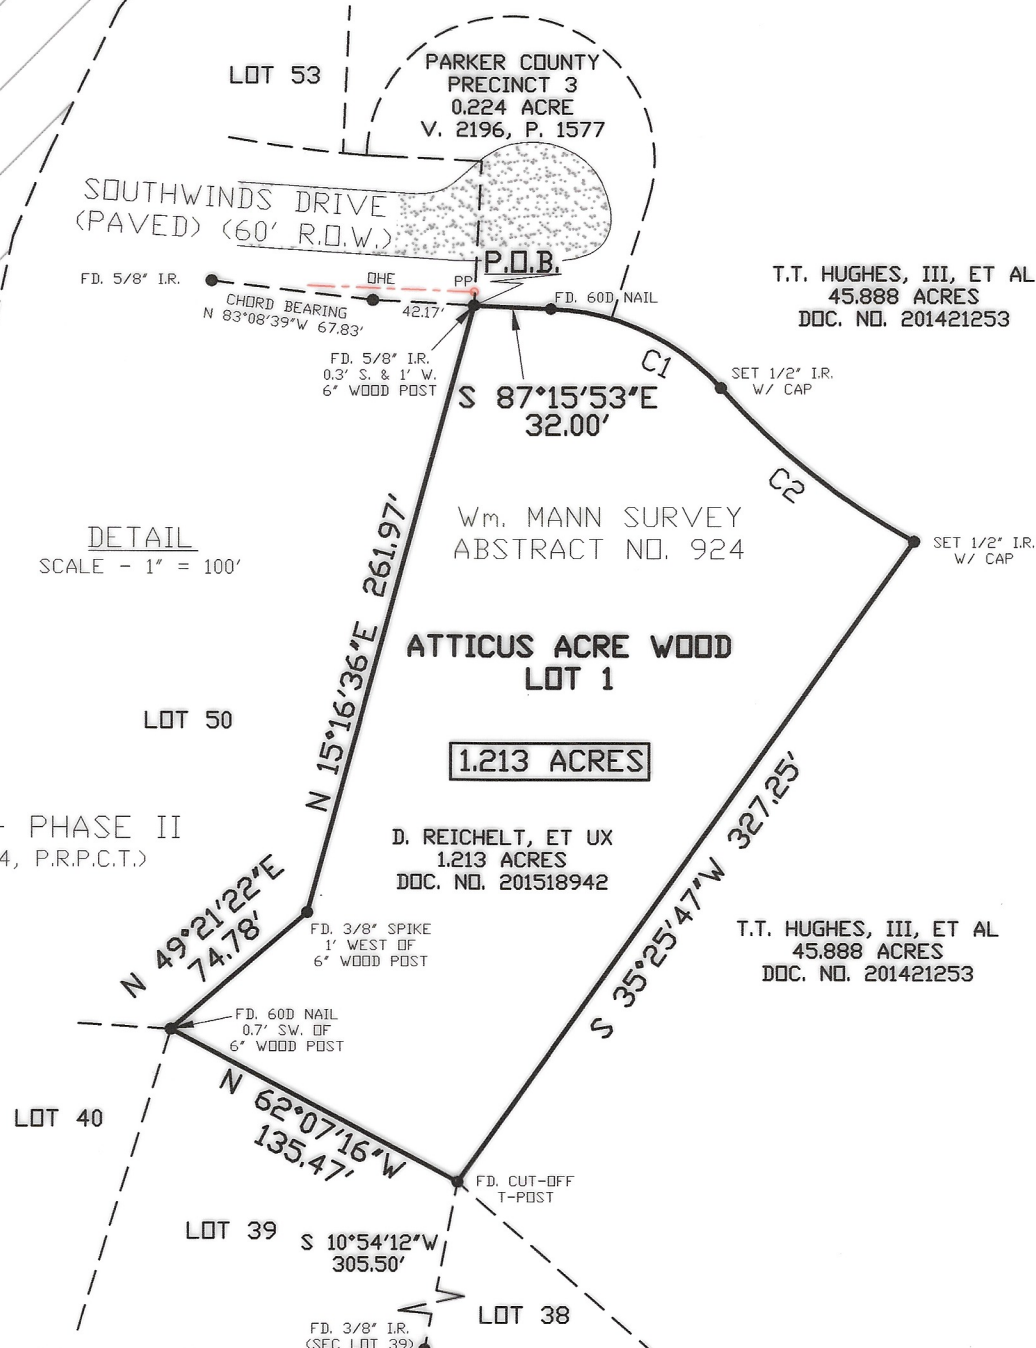 LOT 53
PARKER COUNTY
PRECINCT 3
0.224 ACRE
V. 2196, P. 1577
SOUTHWINDS DRIVE
(PAVED) (60' R.O.W.)
P.O.B.
FD. 5/8" I.R.
OHE
PP
CHORD BEARING
N 83°08'39"W 67.83'
42.17'
FD. 60D NAIL
T.T. HUGHES, III, ET AL
45.888 ACRES
DOC. NO. 201421253
FD. 5/8" I.R.
0.3' S. & 1' W.
6" WOOD POST
S 87°15'53"E
32.00'
C1
SET 1/2" I.R.
W/ CAP
C2
SET 1/2" I.R.
W/ CAP
Wm. MANN SURVEY
ABSTRACT NO. 924
DETAIL
SCALE - 1" = 100'
N 15°16'36"E 261.97'
ATTICUS ACRE WOOD
LOT 1
LOT 50
1.213 ACRES
- PHASE II
4, P.R.P.C.T.)
D. REICHELT, ET UX
1.213 ACRES
DOC. NO. 201518942
S 35°25'47"W 327.25'
N 49°21'22"E
74.78'
FD. 3/8" SPIKE
1' WEST OF
6" WOOD POST
T.T. HUGHES, III, ET AL
45.888 ACRES
DOC. NO. 201421253
FD. 60D NAIL
0.7' SW. OF
6" WOOD POST
LOT 40
N 62°07'16"W
135.47'
FD. CUT-OFF
T-POST
LOT 39
S 10°54'12"W
305.50'
LOT 38
FD. 3/8" I.R.
(SEC LOT 39)